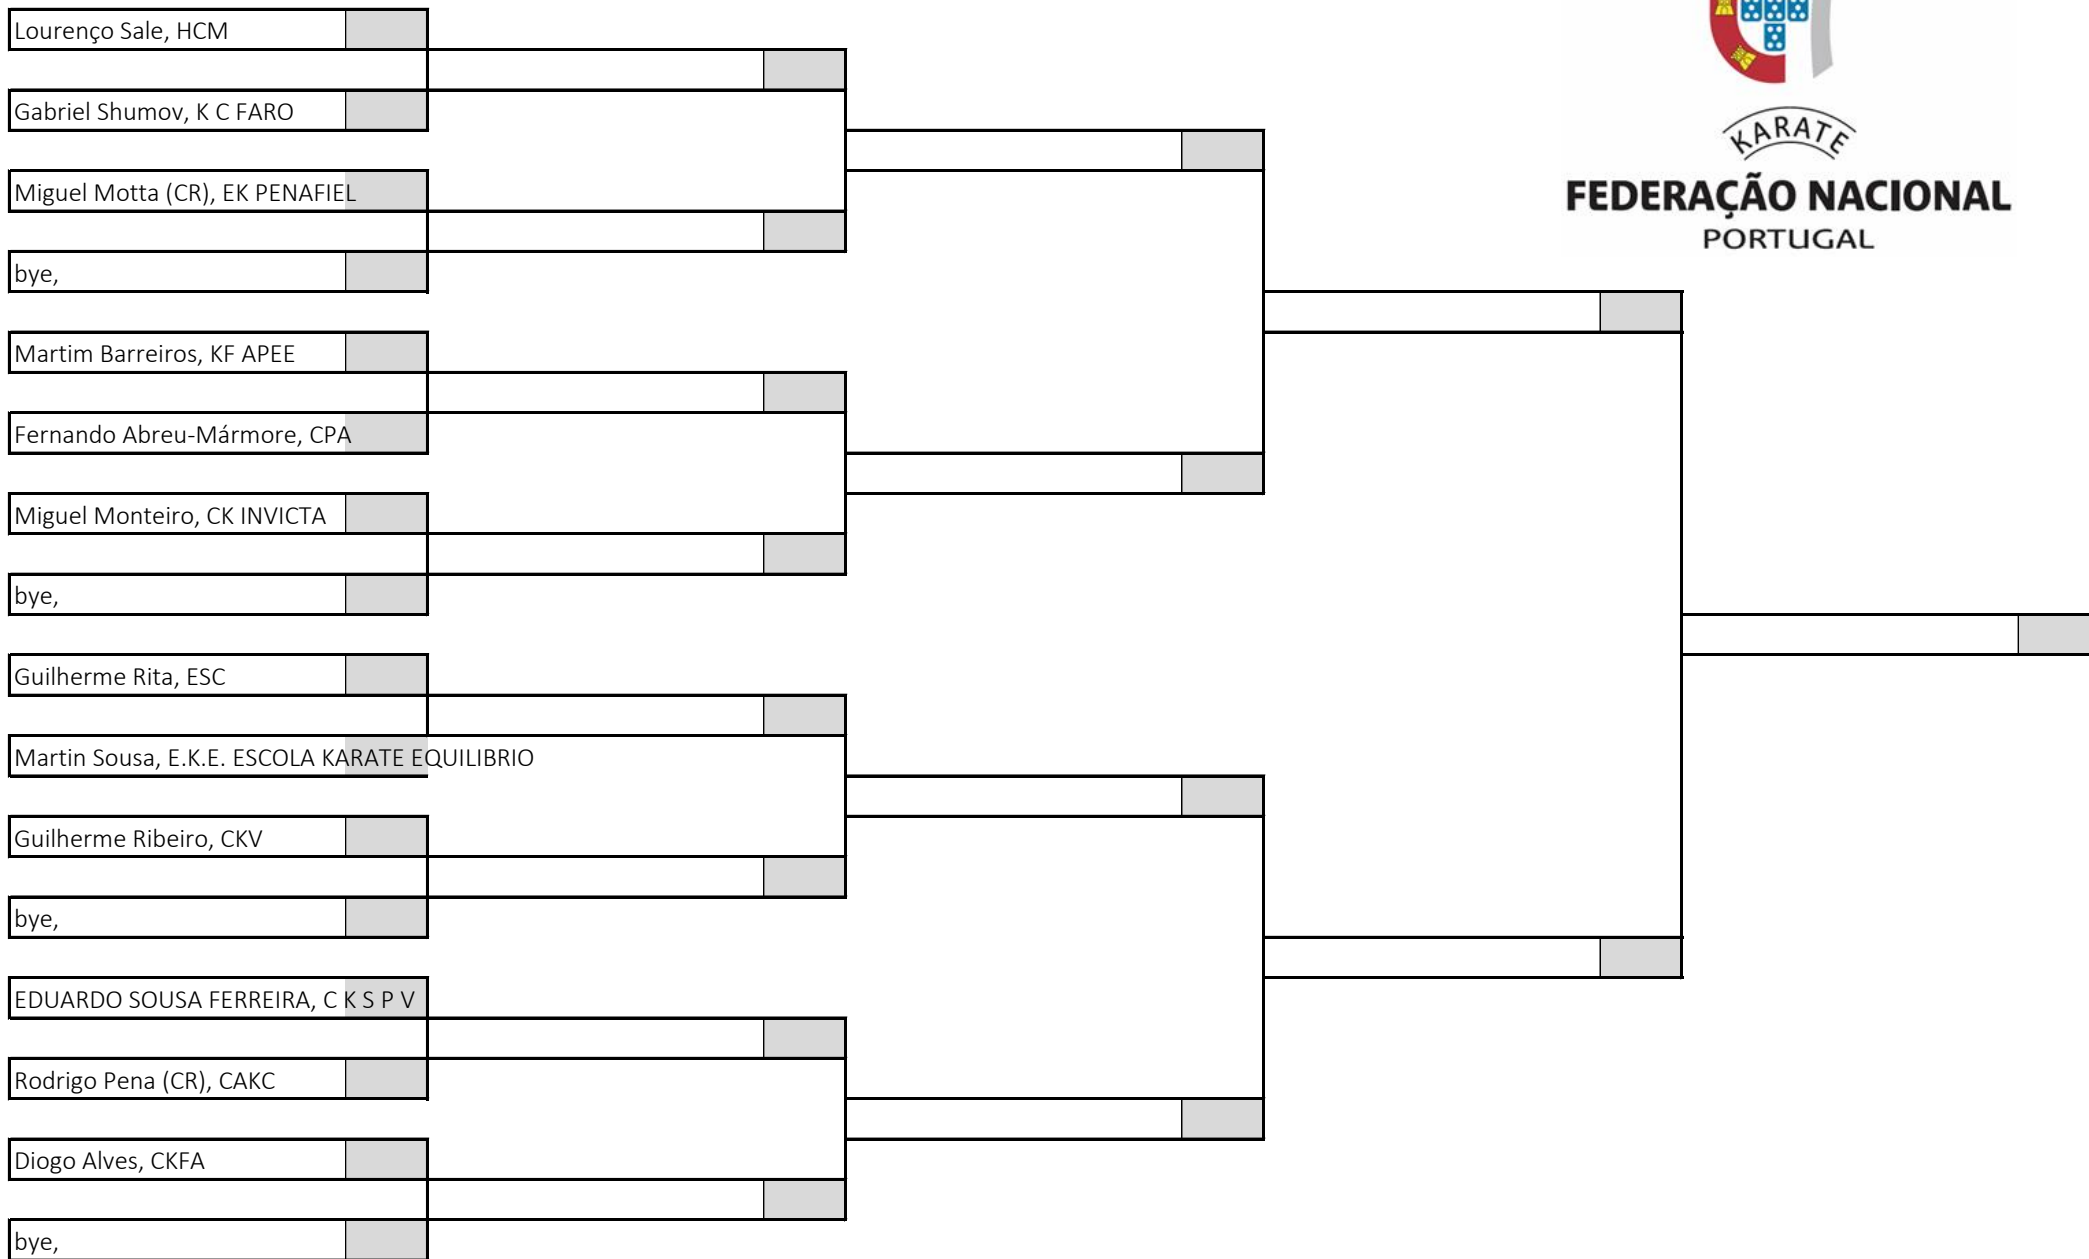 Lourenço Sale, HCM
Gabriel Shumov, K C FARO
KARATE
Miguel Motta (CR), EK PENAFIEL
FEDERAÇÃO NACIONAL
PORTUGAL
bye,
Martim Barreiros, KF APEE
Fernando Abreu-Mármore, CPA
Miguel Monteiro, CK INVICTA
bye,
Guilherme Rita, ESC
Martin Sousa, E.K.E. ESCOLA KARATE EQUILIBRIO
Guilherme Ribeiro, CKV
bye,
EDUARDO SOUSA FERREIRA, C K S P V
Rodrigo Pena (CR), CAKC
Diogo Alves, CKFA
bye,